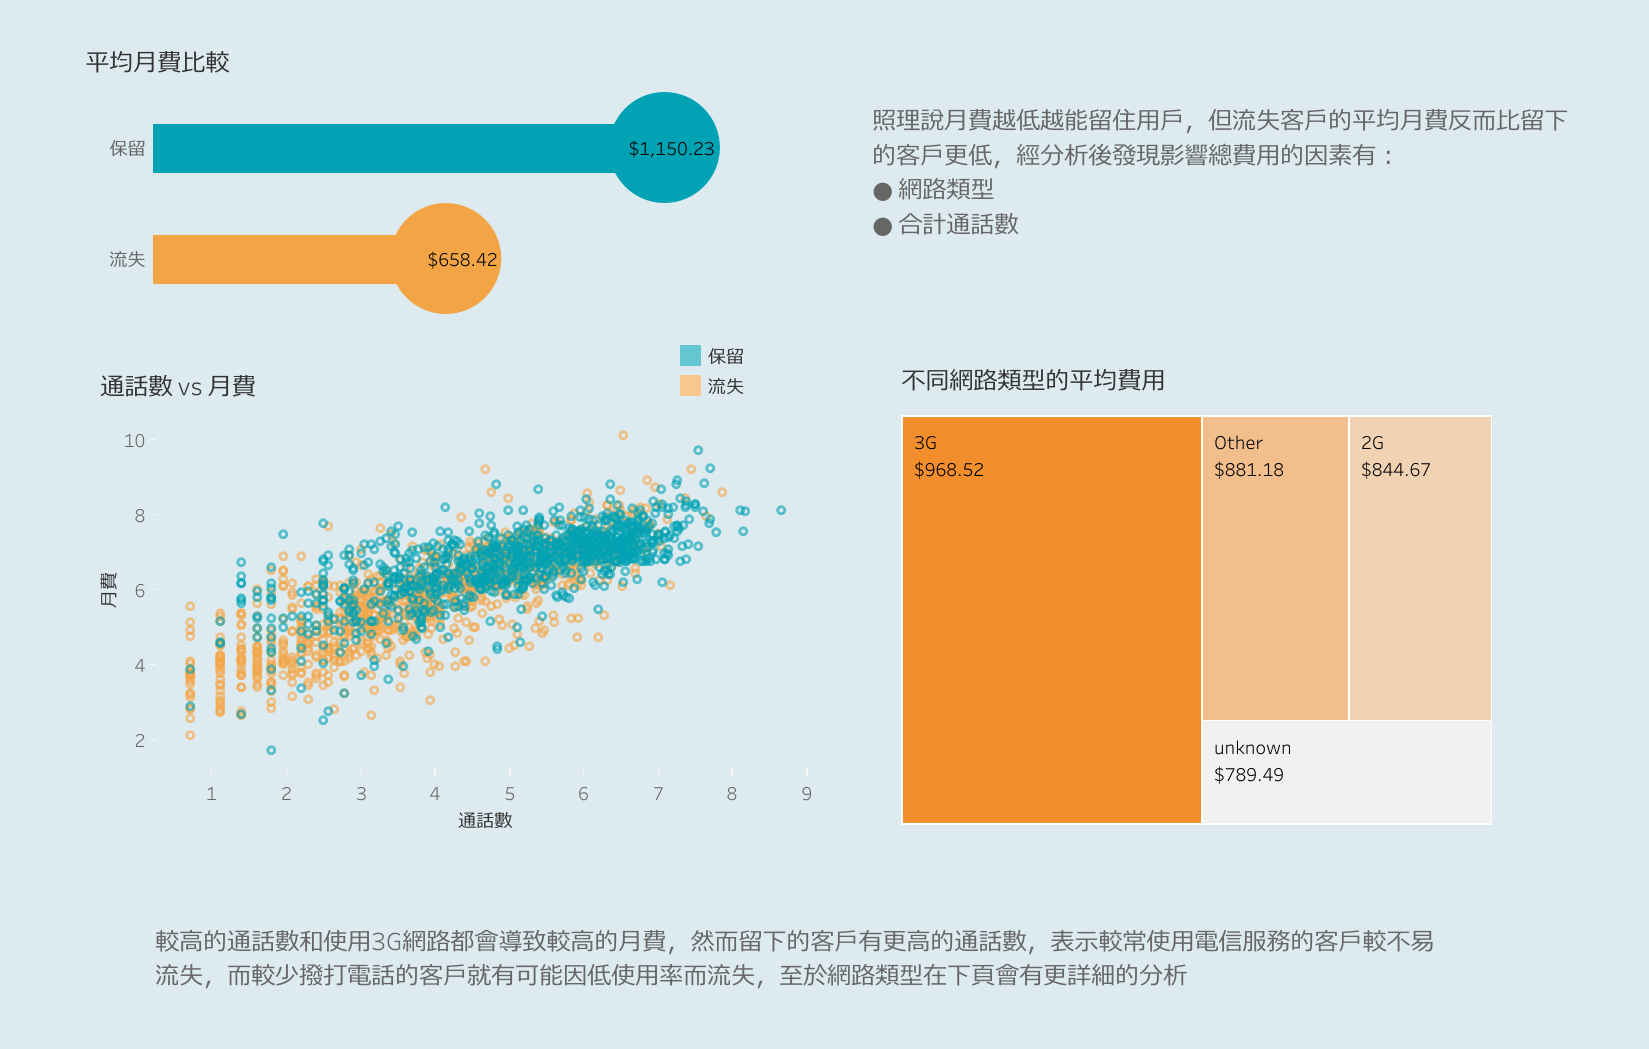 平均月費比較
保留
$1,150.23
流失
$658.42
照理說月費越低越能留住用戶，但流失客戶的平均月費反而比留下
的客戶更低，經分析後發現影響總費用的因素有：
● 網路類型
● 合計通話數
保留
流失
通話數 vs 月費
10
8
6
4
2
月費
1 2 3 4 5 6 7 8 9
通話數
不同網路類型的平均費用
3G
$968.52
Other
$881.18
2G
$844.67
unknown
$789.49
較高的通話數和使用3G網路都會導致較高的月費，然而留下的客戶有更高的通話數，表示較常使用電信服務的客戶較不易
流失，而較少撥打電話的客戶就有可能因低使用率而流失，至於網路類型在下頁會有更詳細的分析